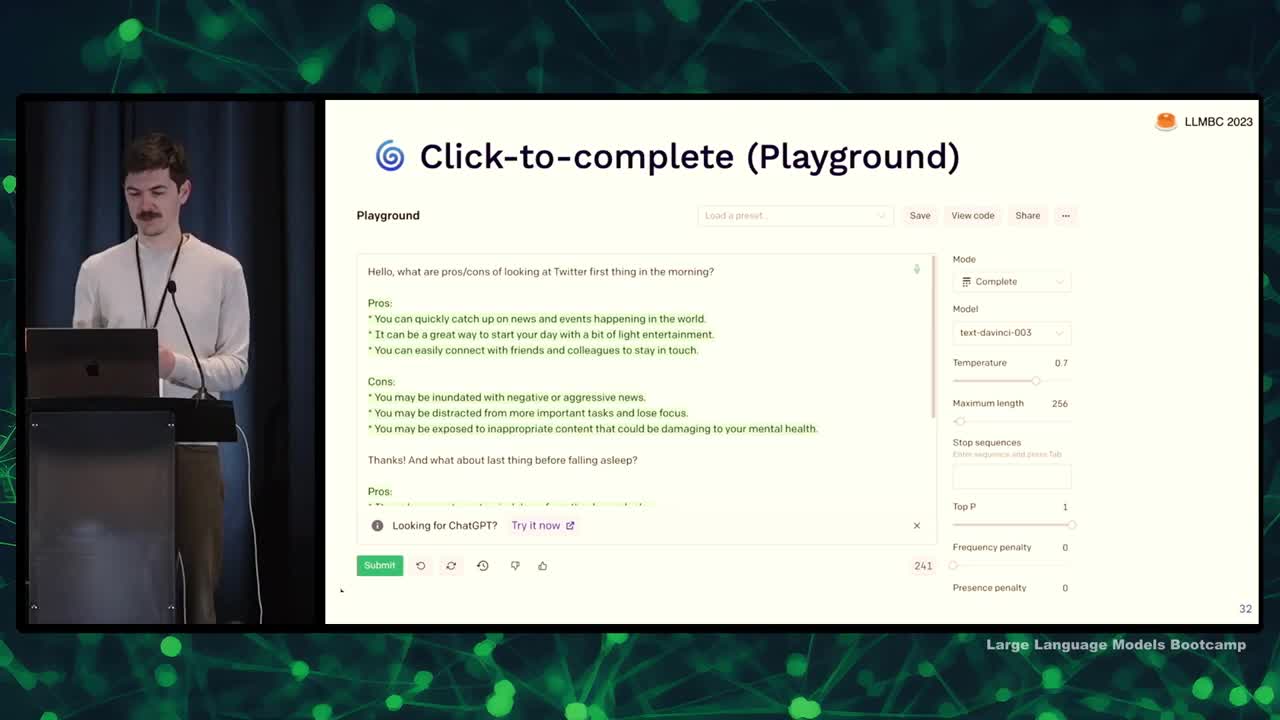 LLMBC 2023
Click-to-complete (Playground)
Playground
Load a preset...
Save
View code
Share
Hello, what are pros/cons of looking at Twitter first thing in the morning?
Pros:
* You can quickly catch up on news and events happening in the world.
* It can be a great way to start your day with a bit of light entertainment.
* You can easily connect with friends and colleagues to stay in touch.
Cons:
* You may be inundated with negative or aggressive news.
* You may be distracted from more important tasks and lose focus.
* You may be exposed to inappropriate content that could be damaging to your mental health.
Thanks! And what about last thing before falling asleep?
Pros:
Looking for ChatGPT? Try it now
Submit
241
Mode
Complete
Model
text-davinci-003
Temperature 0.7
Maximum length 256
Stop sequences
Enter sequence and press Tab
Top P 1
Frequency penalty 0
Presence penalty 0
32
Large Language Models Bootcamp